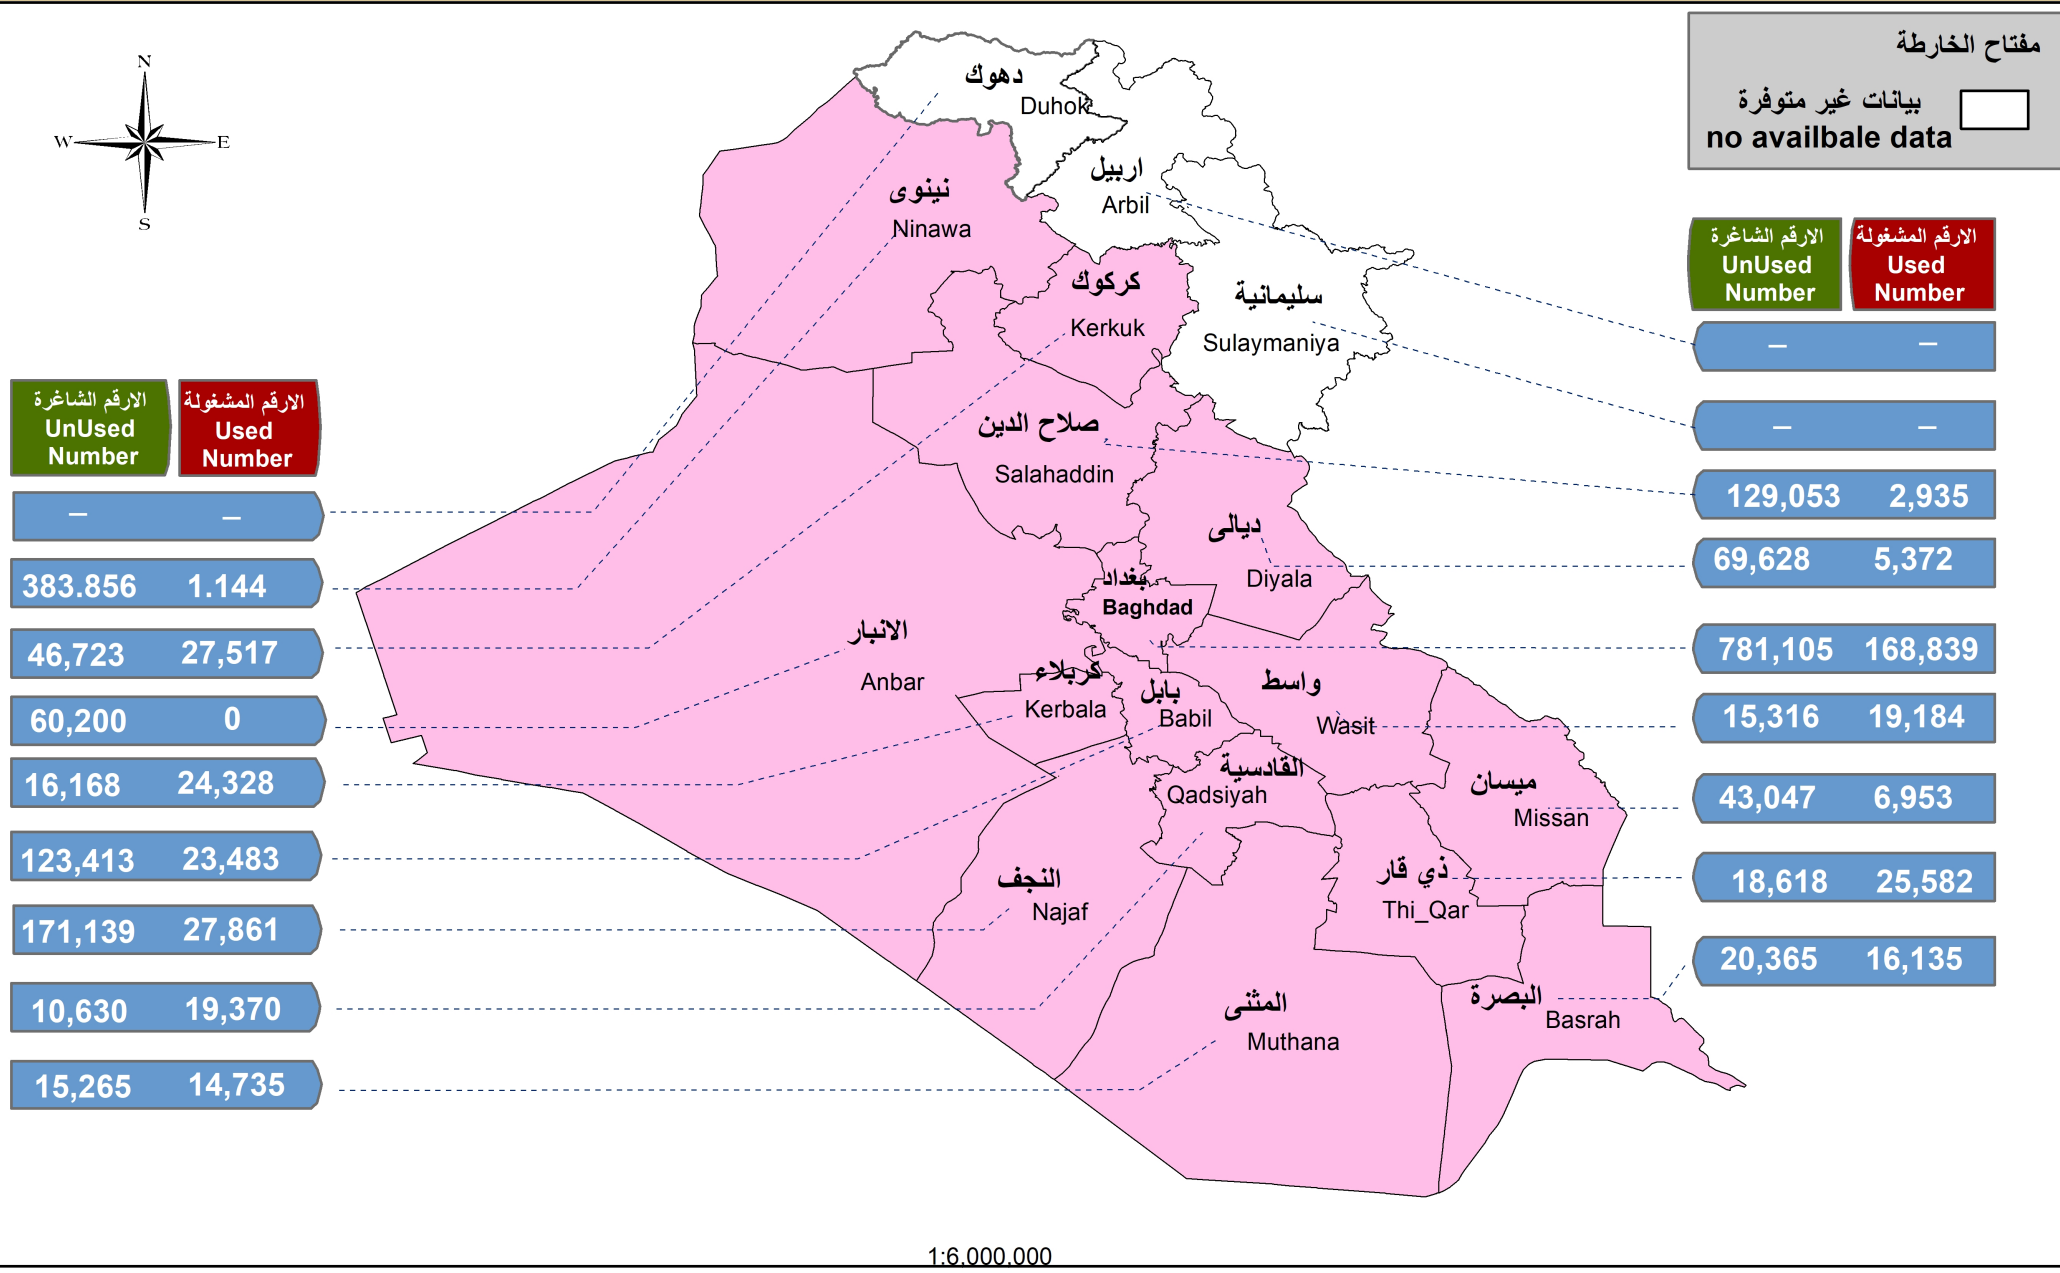 N
W
E
S
مفتاح الخارطة
بيانات غير متوفرة
no availbale data
دهوك
Duhok
اربيل
Arbil
نينوى
Ninawa
كركوك
Kerkuk
سليمانية
Sulaymaniya
صلاح الدين
Salahaddin
ديالى
Diyala
بغداد
Baghdad
الانبار
Anbar
كربلاء
Kerbala
بابل
Babil
واسط
Wasit
القادسية
Qadsiyah
ميسان
Missan
النجف
Najaf
ذي قار
Thi_Qar
المثنى
Muthana
البصرة
Basrah
الارقم الشاغرة
UnUsed
Number
الارقم المشغولة
Used
Number
– –
383.856 1.144
46,723 27,517
60,200 0
16,168 24,328
123,413 23,483
171,139 27,861
10,630 19,370
15,265 14,735
الارقم الشاغرة
UnUsed
Number
الارقم المشغولة
Used
Number
– –
– –
129,053 2,935
69,628 5,372
781,105 168,839
15,316 19,184
43,047 6,953
18,618 25,582
20,365 16,135
1:6,000,000